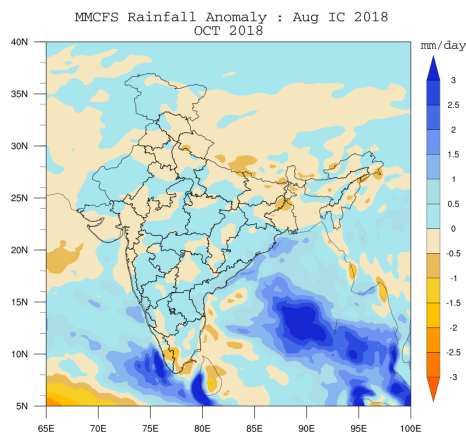 MMCFS Rainfall Anomaly : Aug IC 2018
OCT 2018
mm/day
40N
35N
30N
25N
20N
15N
10N
5N
65E 70E 75E 80E 85E 90E 95E 100E
3
2.5
2
1.5
1
0.5
0
-0.5
-1
-1.5
-2
-2.5
-3